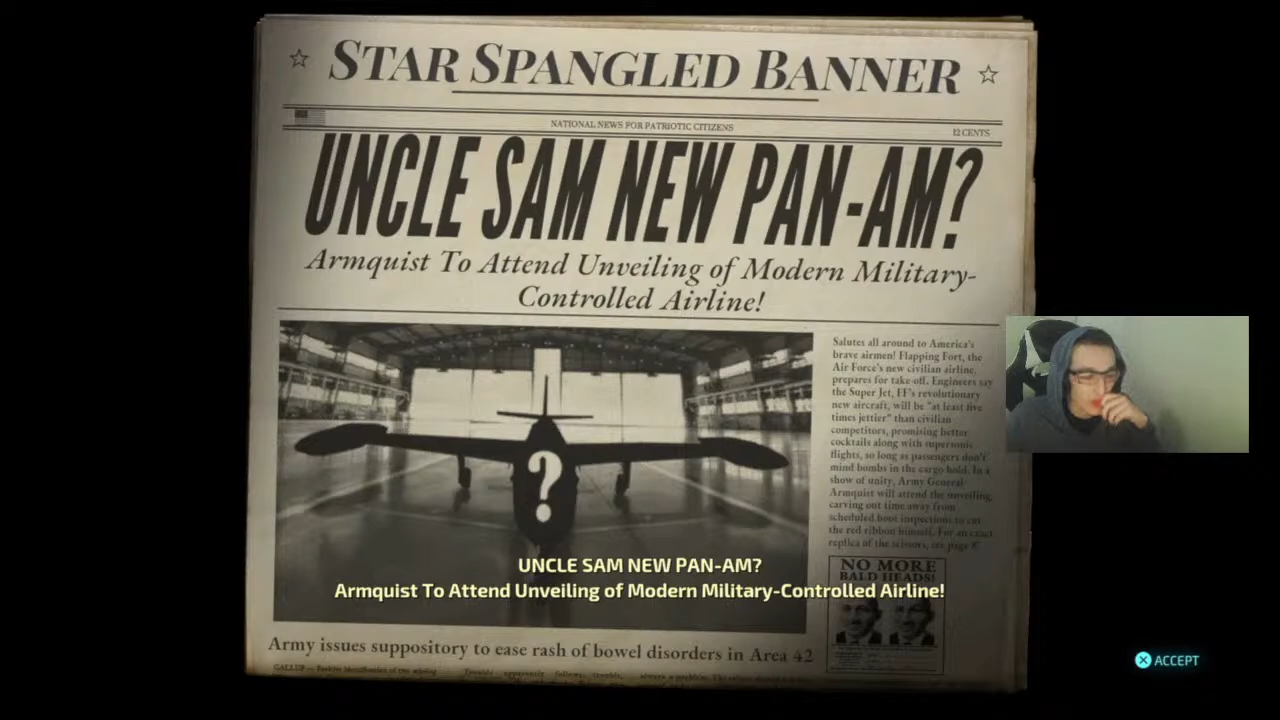 STAR SPANGLED BANNER
NATIONAL NEWS FOR PATRIOTIC CITIZENS
12 CENTS
UNCLE SAM NEW PAN-AM?
Armquist To Attend Unveiling of Modern Military-
Controlled Airline!
Salutes all around to America's
brave airmen! Flapping Fort, the
Air Force's new civilian airline,
prepares for take-off. Engineers say
the Super Jet, FF's revolutionary
new aircraft, will be "at least five
times jettier" than civilian
competitors, promising better
cocktails along with supersonic
flights, so long as passengers don't
mind bombs in the cargo hold. In a
show of unity, Army General
Armquist will attend the unveiling,
carving out time away from
scheduled boot inspections to cut
the red ribbon himself. For an exact
replica of the scissors, see page 8
?
UNCLE SAM NEW PAN-AM?
Armquist To Attend Unveiling of Modern Military-Controlled Airline!
NO MORE
BALD HEADS!
Army issues suppository to ease rash of bowel disorders in Area 42
ACCEPT